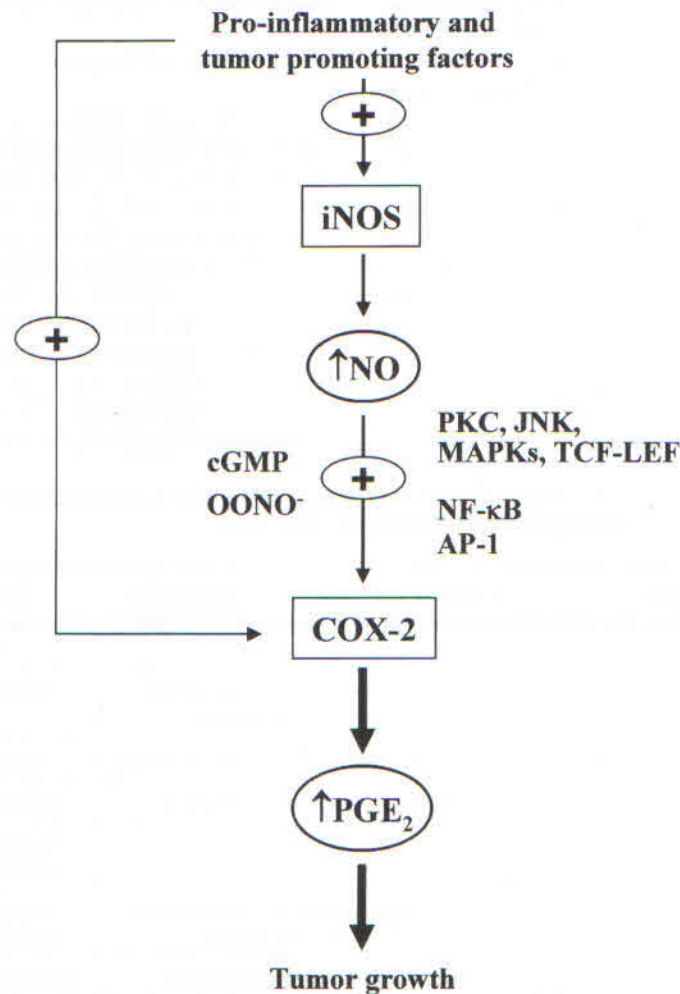 Pro-inflammatory and
tumor promoting factors
+
iNOS
+
↑NO
PKC, JNK,
MAPKs, TCF-LEF
cGMP
+
OONO⁻
NF-κB
AP-1
COX-2
↑PGE₂
Tumor growth